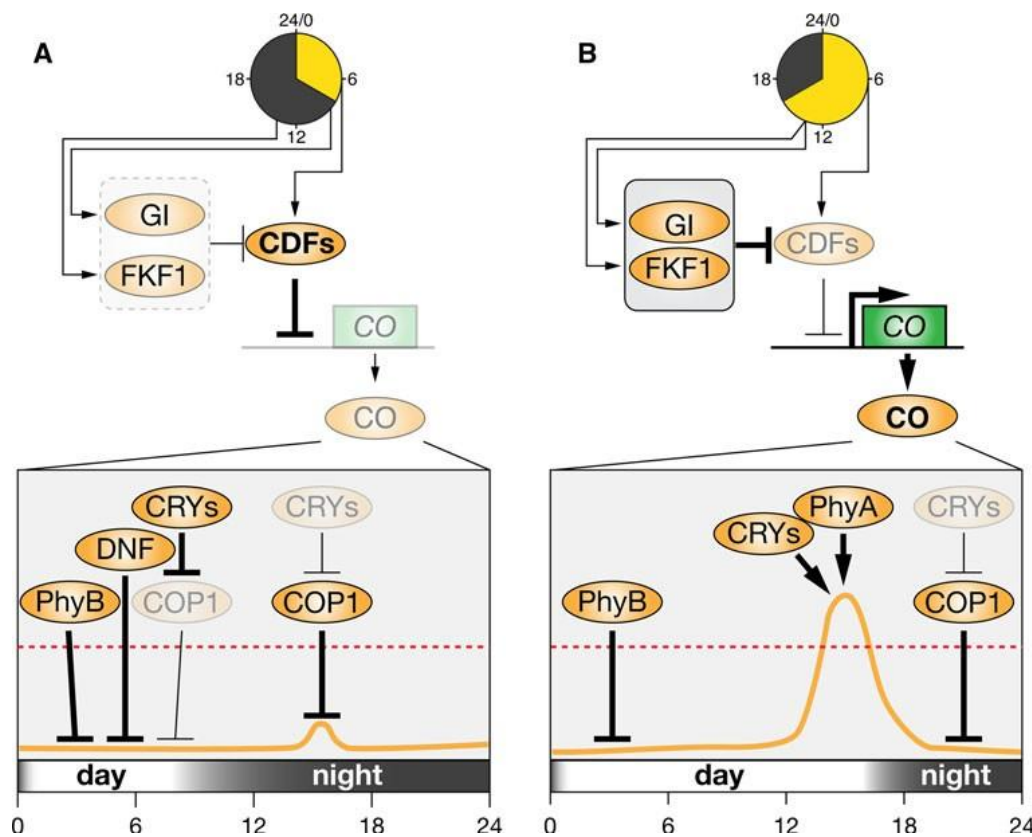 A
24/0
18
6
12
GI
FKF1
CDFs
CO
CO
CRYs
CRYs
DNF
PhyB
COP1
COP1
day
night
0
6
12
18
24
B
24/0
18
6
12
GI
FKF1
CDFs
CO
CO
PhyA
CRYs
CRYs
PhyB
COP1
day
night
0
6
12
18
24